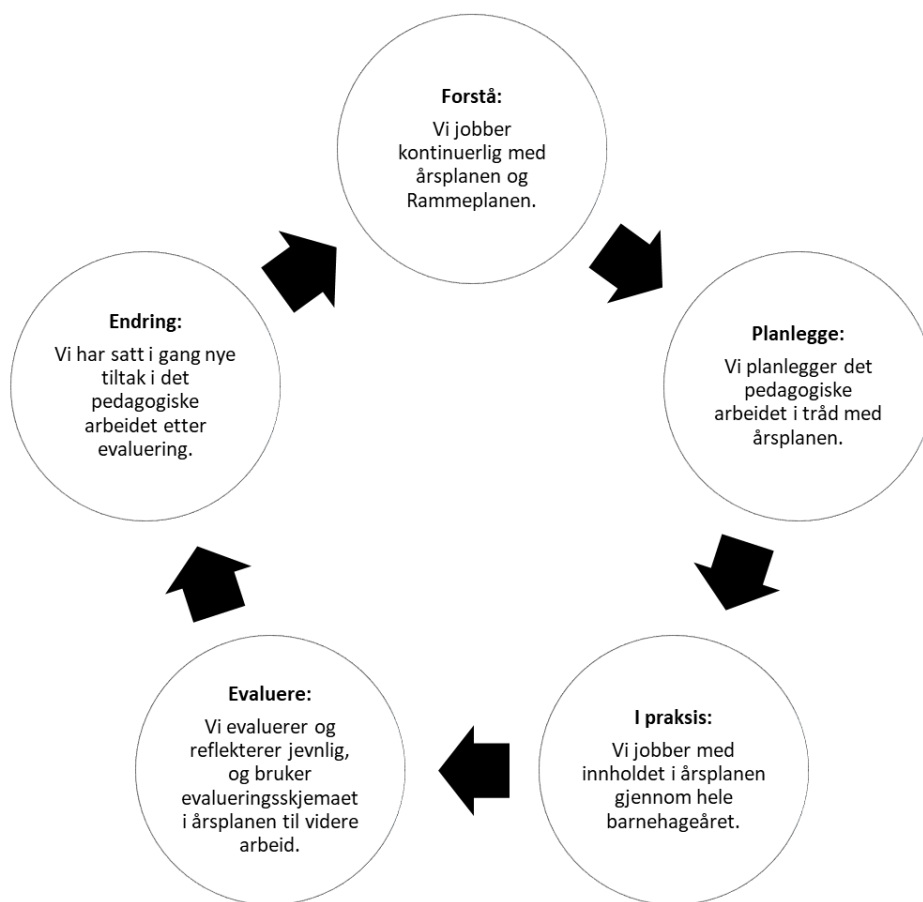 Forstå:
Vi jobber
kontinuerlig med
årsplanen og
Rammeplanen.
Planlegge:
Vi planlegger det
pedagogiske
arbeidet i tråd med
årsplanen.
I praksis:
Vi jobber med
innholdet i årsplanen
gjennom hele
barnehageåret.
Evaluere:
Vi evaluerer og
reflekterer jevnlig,
og bruker
evalueringsskjemaet
i årsplanen til videre
arbeid.
Endring:
Vi har satt i gang nye
tiltak i det
pedagogiske
arbeidet etter
evaluering.